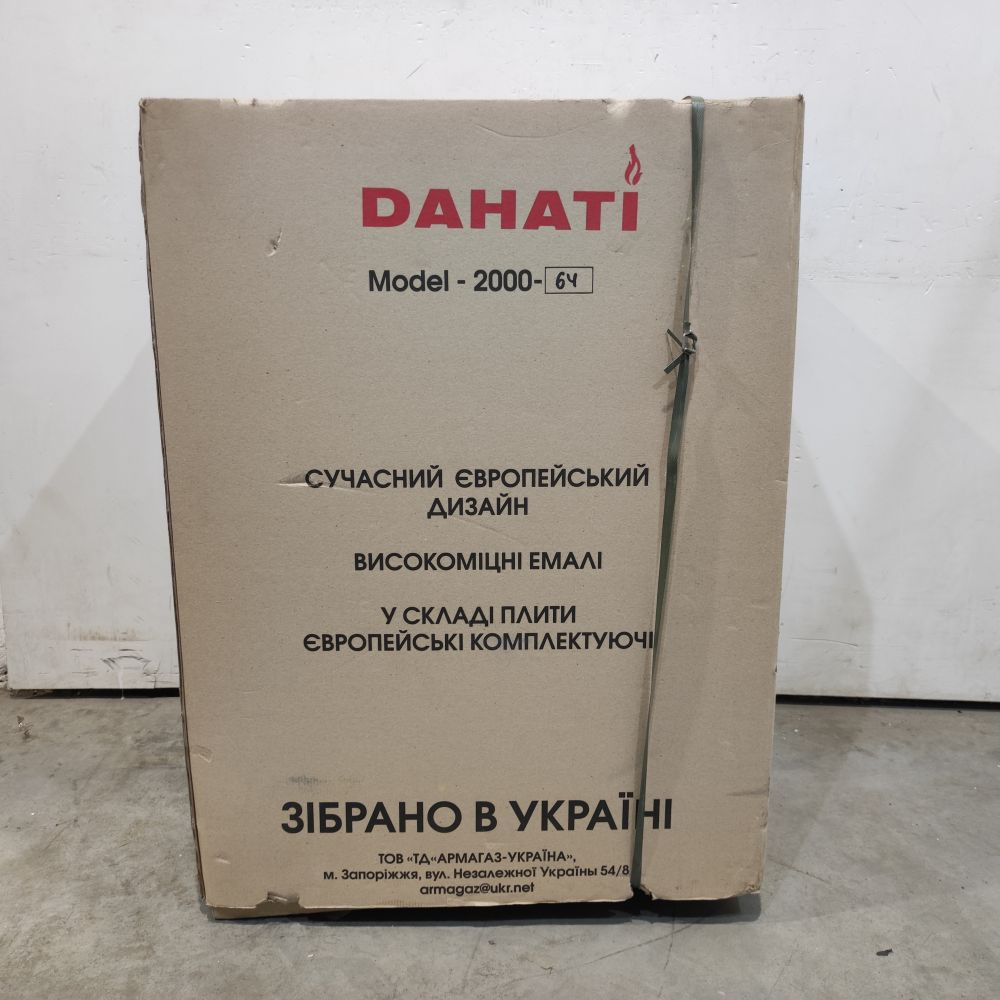 DAHATI
Model - 2000- 64
СУЧАСНИЙ ЄВРОПЕЙСЬКИЙ
ДИЗАЙН
ВИСОКОМІЦНІ ЕМАЛІ
У СКЛАДІ ПЛИТИ
ЄВРОПЕЙСЬКІ КОМПЛЕКТУЮЧІ
ЗІБРАНО В УКРАЇНІ
ТОВ «ТД«АРМАГАЗ-УКРАЇНА»,
м. Запоріжжя, вул. Незалежної України 54/8
armagaz@ukr.net